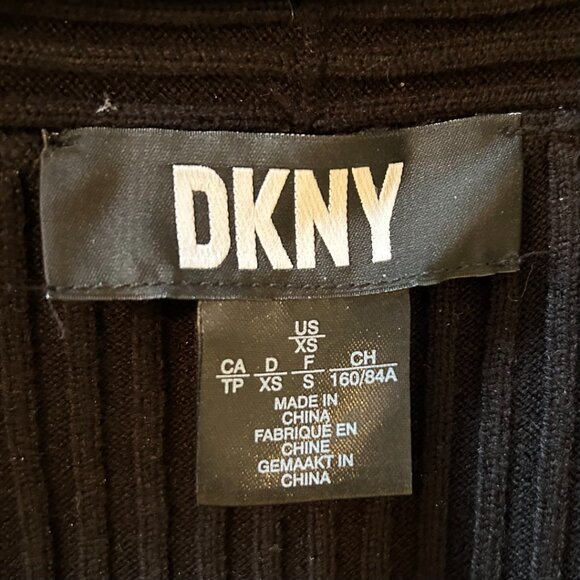 DKNY
US
XS
CA D F CH
TP XS S 160/84A
MADE IN
CHINA
FABRIQUÉ EN
CHINE
GEMAAKT IN
CHINA